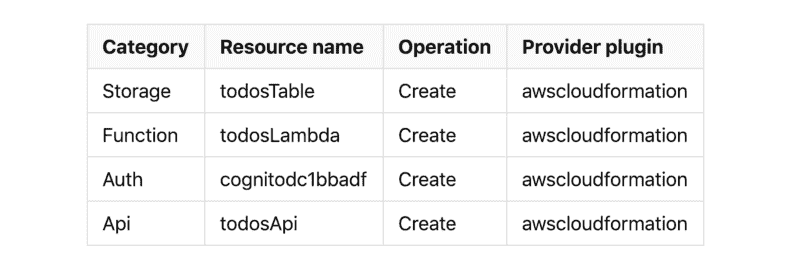 Category Resource name Operation Provider plugin
Storage todosTable Create awscloudformation
Function todosLambda Create awscloudformation
Auth cognitodc1bbadf Create awscloudformation
Api todosApi Create awscloudformation